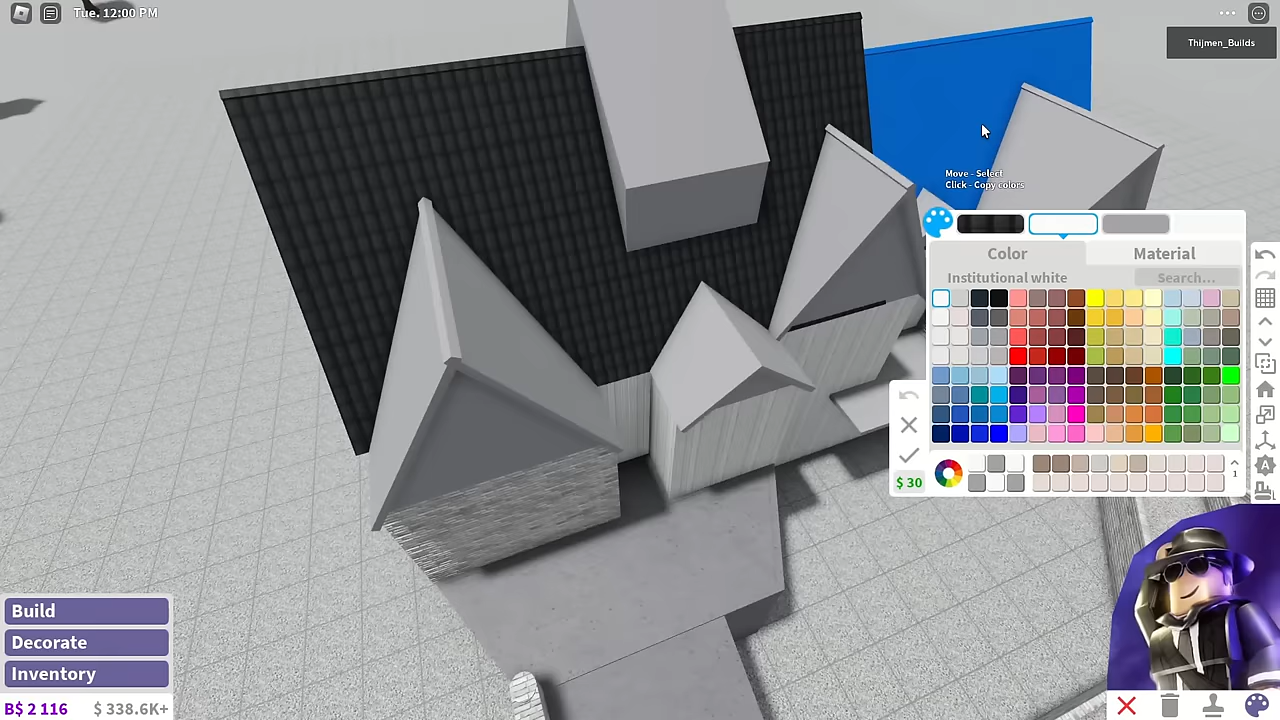 Tue. 12:00 PM
Thijmen_Builds
Move - Select
Click - Copy colors
Color
Material
Institutional white
Search...
$ 30
1
A
Build
Decorate
Inventory
B$ 2 116
$ 338.6K+